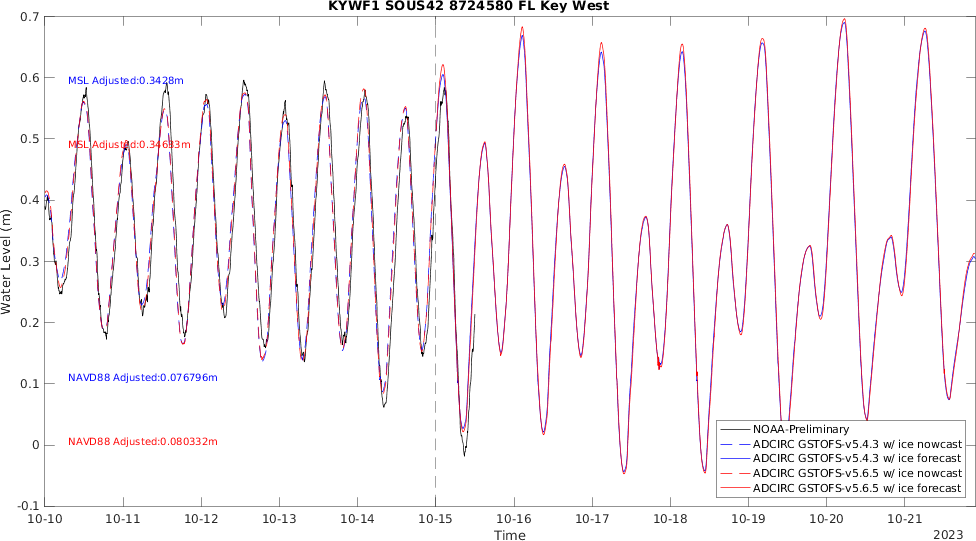 KYWF1 SOUS42 8724580 FL Key West
0.7
0.6
0.5
0.4
0.3
0.2
0.1
0
-0.1
Water Level (m)
MSL Adjusted:0.3428m
MSL Adjusted:0.34633m
NAVD88 Adjusted:0.076796m
NAVD88 Adjusted:0.080332m
NOAA-Preliminary
ADCIRC GSTOFS-v5.4.3 w/ ice nowcast
ADCIRC GSTOFS-v5.4.3 w/ ice forecast
ADCIRC GSTOFS-v5.6.5 w/ ice nowcast
ADCIRC GSTOFS-v5.6.5 w/ ice forecast
10-10 10-11 10-12 10-13 10-14 10-15 10-16 10-17 10-18 10-19 10-20 10-21
Time
2023